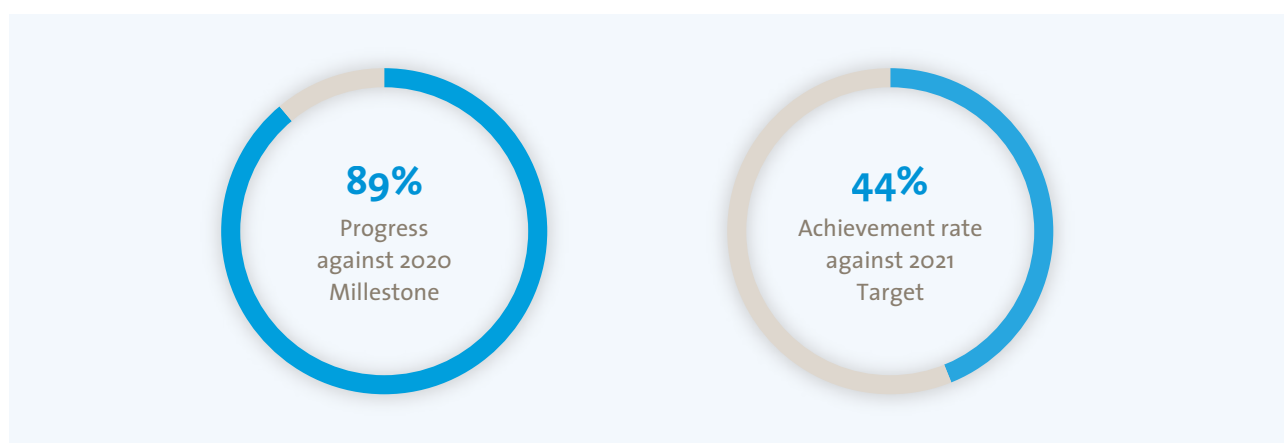 89%
Progress
against 2020
Millestone
44%
Achievement rate
against 2021
Target